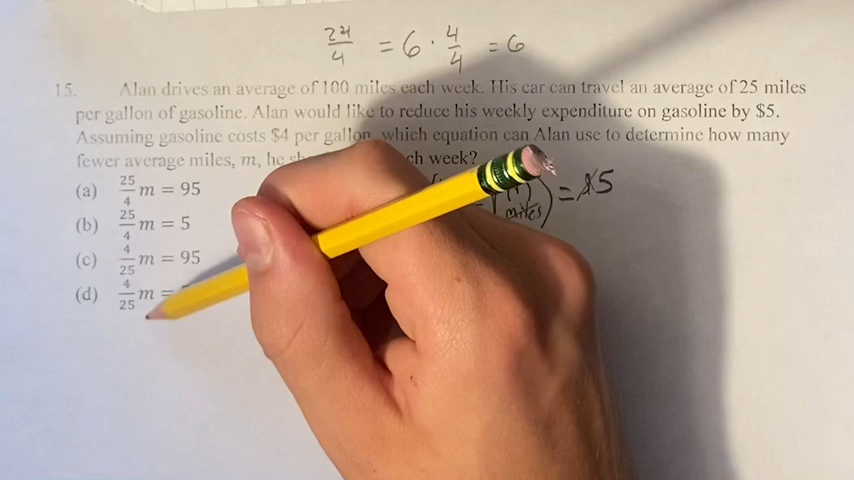 24/4 = 6 · 4/4 = 6
15. Alan drives an average of 100 miles each week. His car can travel an average of 25 miles
per gallon of gasoline. Alan would like to reduce his weekly expenditure on gasoline by $5.
Assuming gasoline costs $4 per gallon, which equation can Alan use to determine how many
fewer average miles, m, he week?
(a) 25/4 m = 95
miles = 5
(b) 25/4 m = 5
(c) 4/25 m = 95
(d) 4/25 m =